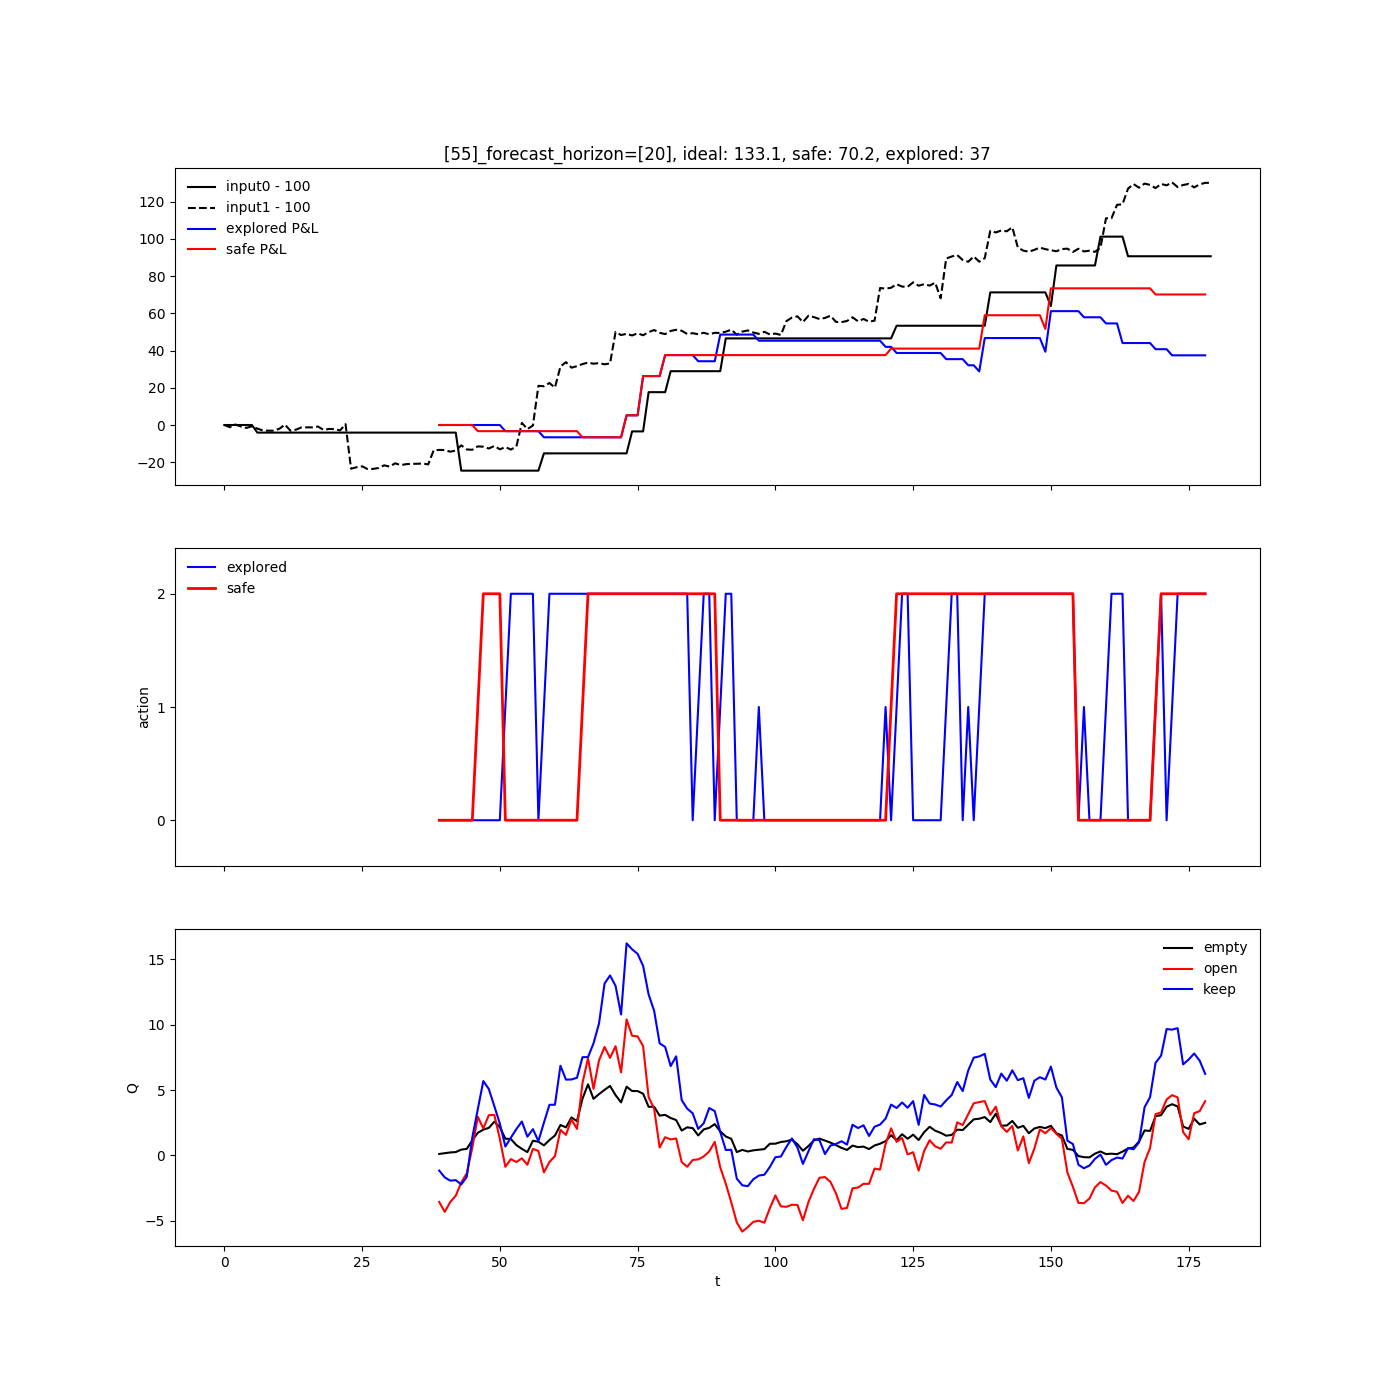 [55]_forecast_horizon=[20], ideal: 133.1, safe: 70.2, explored: 37
input0 - 100
input1 - 100
explored P&L
safe P&L
120
100
80
60
40
20
0
−20
explored
safe
2
1
0
action
empty
open
keep
15
10
5
0
−5
Q
0 25 50 75 100 125 150 175
t